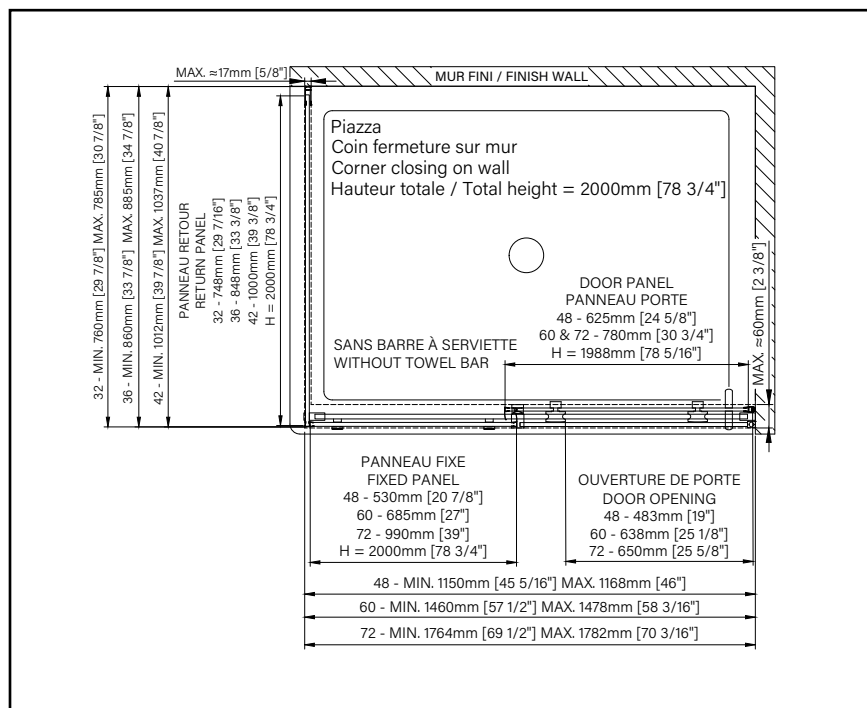 MAX. ≈17mm [5/8"]
MUR FINI / FINISH WALL
Piazza
Coin fermeture sur mur
Corner closing on wall
Hauteur totale / Total height = 2000mm [78 3/4"]
32 - MIN. 760mm [29 7/8"] MAX. 785mm [30 7/8"]
36 - MIN. 860mm [33 7/8"] MAX. 885mm [34 7/8"]
42 - MIN. 1012mm [39 7/8"] MAX. 1037mm [40 7/8"]
PANNEAU RETOUR
RETURN PANEL
32 - 748mm [29 7/16"]
36 - 848mm [33 3/8"]
42 - 1000mm [39 3/8"]
H = 2000mm [78 3/4"]
DOOR PANEL
PANNEAU PORTE
48 - 625mm [24 5/8"]
60 & 72 - 780mm [30 3/4"]
H = 1988mm [78 5/16"]
MAX. ≈60mm [2 3/8"]
SANS BARRE À SERVIETTE
WITHOUT TOWEL BAR
PANNEAU FIXE
FIXED PANEL
48 - 530mm [20 7/8"]
60 - 685mm [27"]
72 - 990mm [39"]
H = 2000mm [78 3/4"]
OUVERTURE DE PORTE
DOOR OPENING
48 - 483mm [19"]
60 - 638mm [25 1/8"]
72 - 650mm [25 5/8"]
48 - MIN. 1150mm [45 5/16"] MAX. 1168mm [46"]
60 - MIN. 1460mm [57 1/2"] MAX. 1478mm [58 3/16"]
72 - MIN. 1764mm [69 1/2"] MAX. 1782mm [70 3/16"]